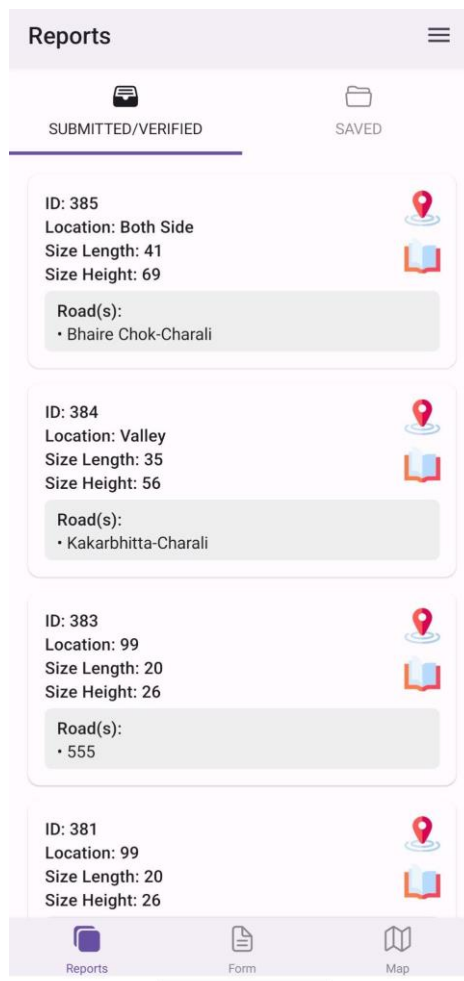 Reports
SUBMITTED/VERIFIED
SAVED
ID: 385
Location: Both Side
Size Length: 41
Size Height: 69
Road(s):
• Bhaire Chok-Charali
ID: 384
Location: Valley
Size Length: 35
Size Height: 56
Road(s):
• Kakarbhitta-Charali
ID: 383
Location: 99
Size Length: 20
Size Height: 26
Road(s):
• 555
ID: 381
Location: 99
Size Length: 20
Size Height: 26
Reports
Form
Map